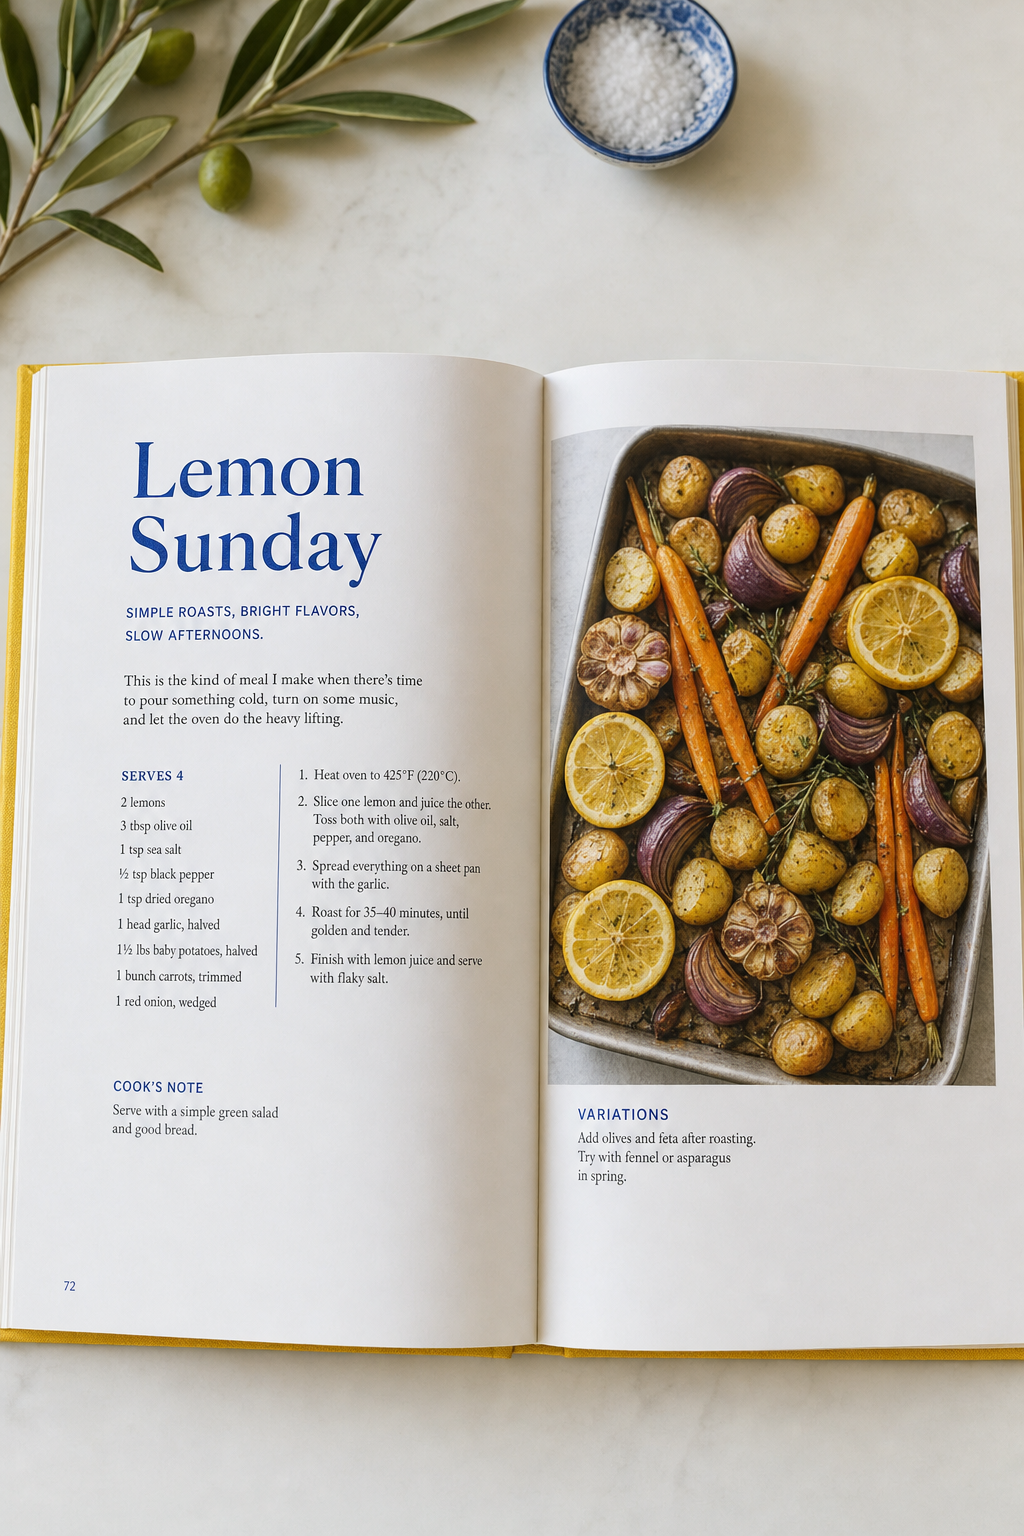 Lemon
Sunday
SIMPLE ROASTS, BRIGHT FLAVORS,
SLOW AFTERNOONS.
This is the kind of meal I make when there's time
to pour something cold, turn on some music,
and let the oven do the heavy lifting.
SERVES 4
2 lemons
3 tbsp olive oil
1 tsp sea salt
½ tsp black pepper
1 tsp dried oregano
1 head garlic, halved
1½ lbs baby potatoes, halved
1 bunch carrots, trimmed
1 red onion, wedged
1. Heat oven to 425°F (220°C).
2. Slice one lemon and juice the other.
Toss both with olive oil, salt,
pepper, and oregano.
3. Spread everything on a sheet pan
with the garlic.
4. Roast for 35–40 minutes, until
golden and tender.
5. Finish with lemon juice and serve
with flaky salt.
COOK'S NOTE
Serve with a simple green salad
and good bread.
72
VARIATIONS
Add olives and feta after roasting.
Try with fennel or asparagus
in spring.